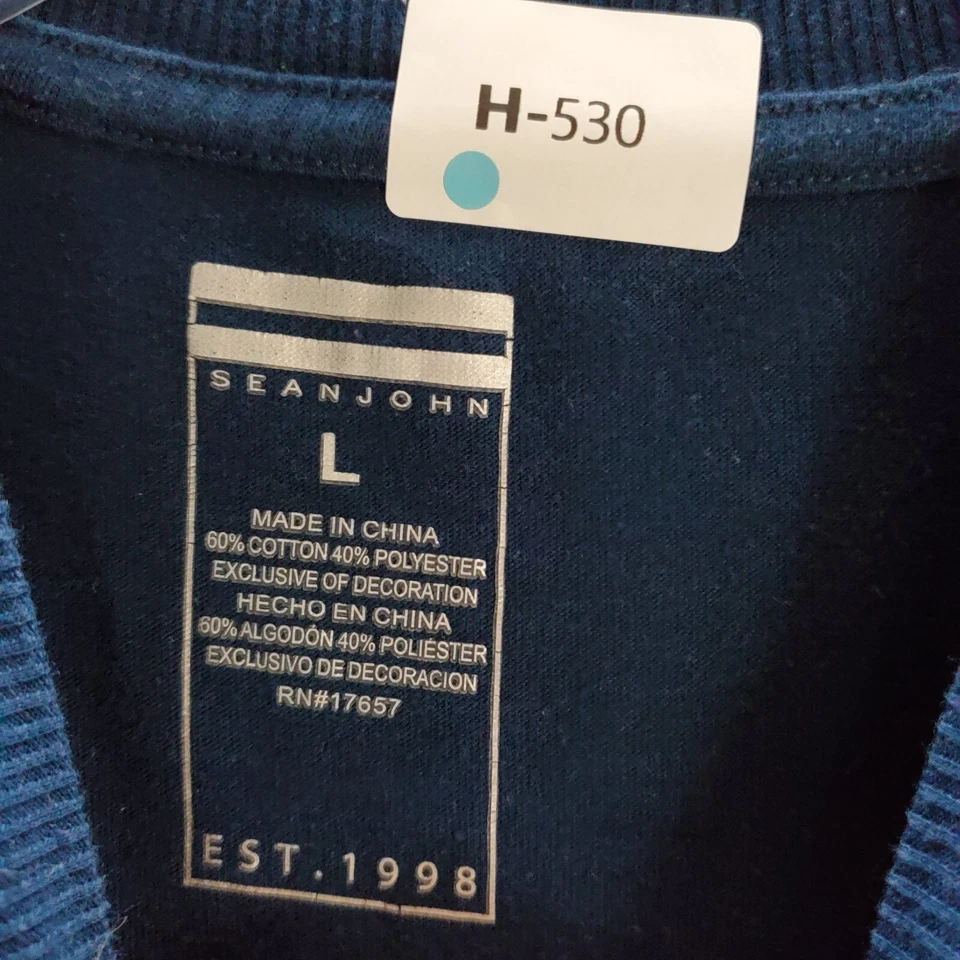 H-530
SEANJOHN
L
MADE IN CHINA
60% COTTON 40% POLYESTER
EXCLUSIVE OF DECORATION
HECHO EN CHINA
60% ALGODÓN 40% POLIÉSTER
EXCLUSIVO DE DECORACION
RN#17657
EST.1998